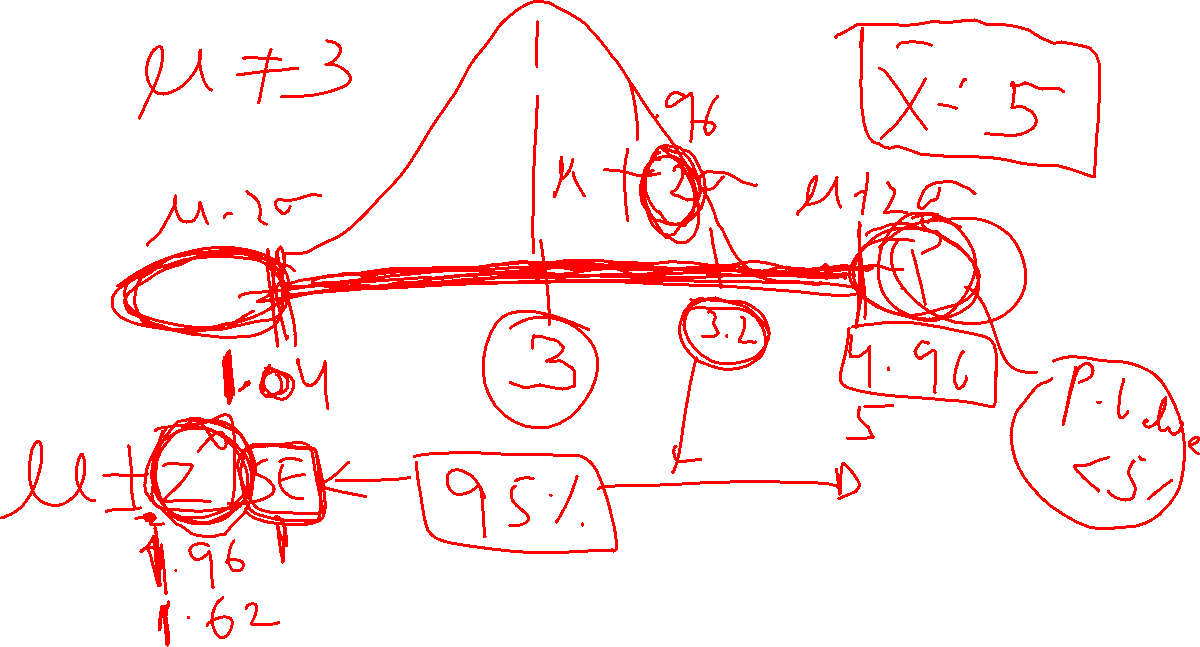 μ ≠ 3
x̄ = 5
96
μ ± 2σ
μ - 2σ
μ + 2σ
1.04
3
3.2
4.96
5
P-Value
<5%
μ ± Z × SE
95%
1.96
1.62